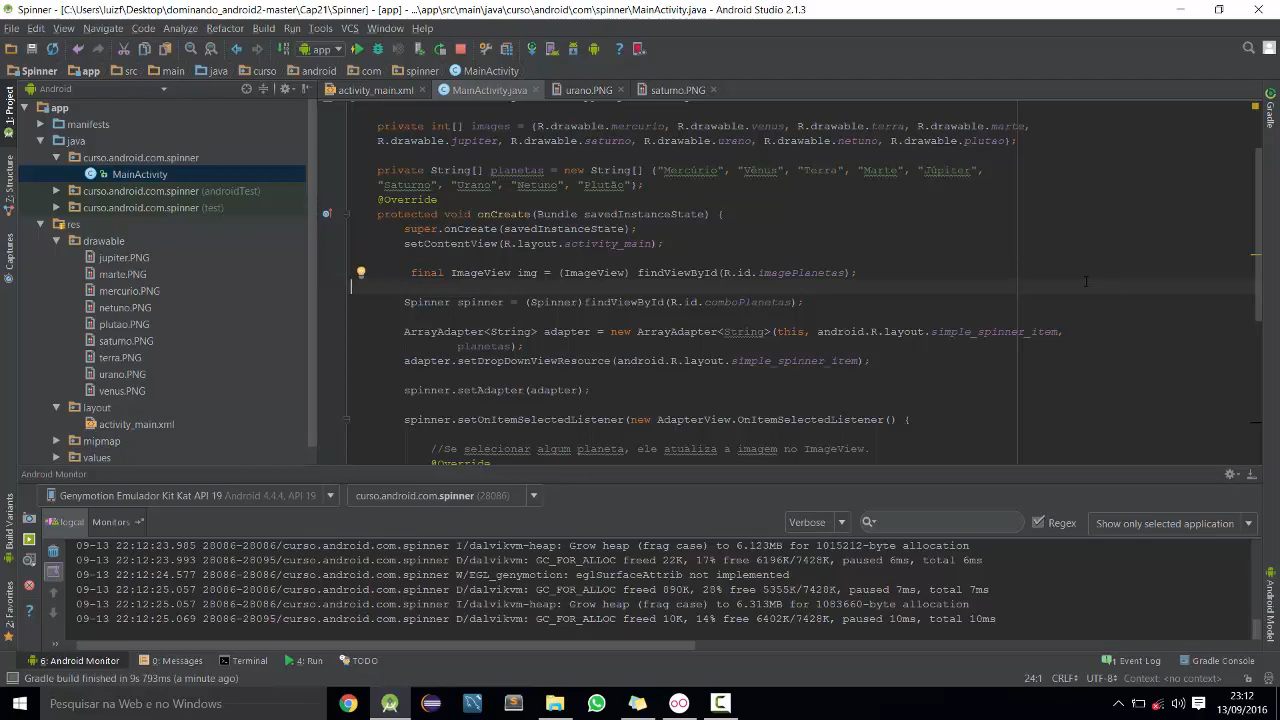 Spinner - [C:\Users\luizf\Desktop\dominando_android2-master\Cap21\Spinner] - [app] - ...\app\src\main\java\curso\android\com\spinner\MainActivity.java - Android Studio 2.1.3
File Edit View Navigate Code Analyze Refactor Build Run Tools VCS Window Help
app
Spinner app src main java curso android com spinner MainActivity
Android
activity_main.xml MainActivity.java urano.PNG saturno.PNG
1: Project
Z: Structure
Captures
Build Variants
2: Favorites
Gradle
Android Model
app
manifests
java
curso.android.com.spinner
MainActivity
curso.android.com.spinner (androidTest)
curso.android.com.spinner (test)
res
drawable
jupiter.PNG
marte.PNG
mercurio.PNG
netuno.PNG
plutao.PNG
saturno.PNG
terra.PNG
urano.PNG
venus.PNG
layout
activity_main.xml
mipmap
values
private int[] images = {R.drawable.mercurio, R.drawable.venus, R.drawable.terra, R.drawable.marte,
R.drawable.jupiter, R.drawable.saturno, R.drawable.urano, R.drawable.netuno, R.drawable.plutao};
private String[] planetas = new String[] {"Mercúrio", "Vênus", "Terra", "Marte", "Júpiter",
"Saturno", "Urano", "Netuno", "Plutão"};
@Override
protected void onCreate(Bundle savedInstanceState) {
super.onCreate(savedInstanceState);
setContentView(R.layout.activity_main);
final ImageView img = (ImageView) findViewById(R.id.imagePlanetas);
Spinner spinner = (Spinner)findViewById(R.id.comboPlanetas);
ArrayAdapter<String> adapter = new ArrayAdapter<String>(this, android.R.layout.simple_spinner_item,
planetas);
adapter.setDropDownViewResource(android.R.layout.simple_spinner_item);
spinner.setAdapter(adapter);
spinner.setOnItemSelectedListener(new AdapterView.OnItemSelectedListener() {
//Se selecionar algum planeta, ele atualiza a imagem no ImageView.
@Override
Android Monitor
Genymotion Emulador Kit Kat API 19 Android 4.4.4, API 19 curso.android.com.spinner (28086)
logcat Monitors Verbose Regex Show only selected application
09-13 22:12:23.985 28086-28086/curso.android.com.spinner I/dalvikvm-heap: Grow heap (frag case) to 6.123MB for 1015212-byte allocation
09-13 22:12:23.993 28086-28095/curso.android.com.spinner D/dalvikvm: GC_FOR_ALLOC freed 22K, 17% free 6196K/7428K, paused 6ms, total 6ms
09-13 22:12:24.577 28086-28086/curso.android.com.spinner W/EGL_genymotion: eglSurfaceAttrib not implemented
09-13 22:12:25.057 28086-28086/curso.android.com.spinner D/dalvikvm: GC_FOR_ALLOC freed 890K, 28% free 5355K/7428K, paused 7ms, total 7ms
09-13 22:12:25.057 28086-28086/curso.android.com.spinner I/dalvikvm-heap: Grow heap (frag case) to 6.313MB for 1083660-byte allocation
09-13 22:12:25.069 28086-28095/curso.android.com.spinner D/dalvikvm: GC_FOR_ALLOC freed 10K, 14% free 6402K/7428K, paused 10ms, total 10ms
6: Android Monitor 0: Messages Terminal 4: Run TODO 1 Event Log Gradle Console
Gradle build finished in 9s 793ms (a minute ago) 24:1 CRLF UTF-8 Context: <no context>
Pesquisar na Web e no Windows
23:12
13/09/2016